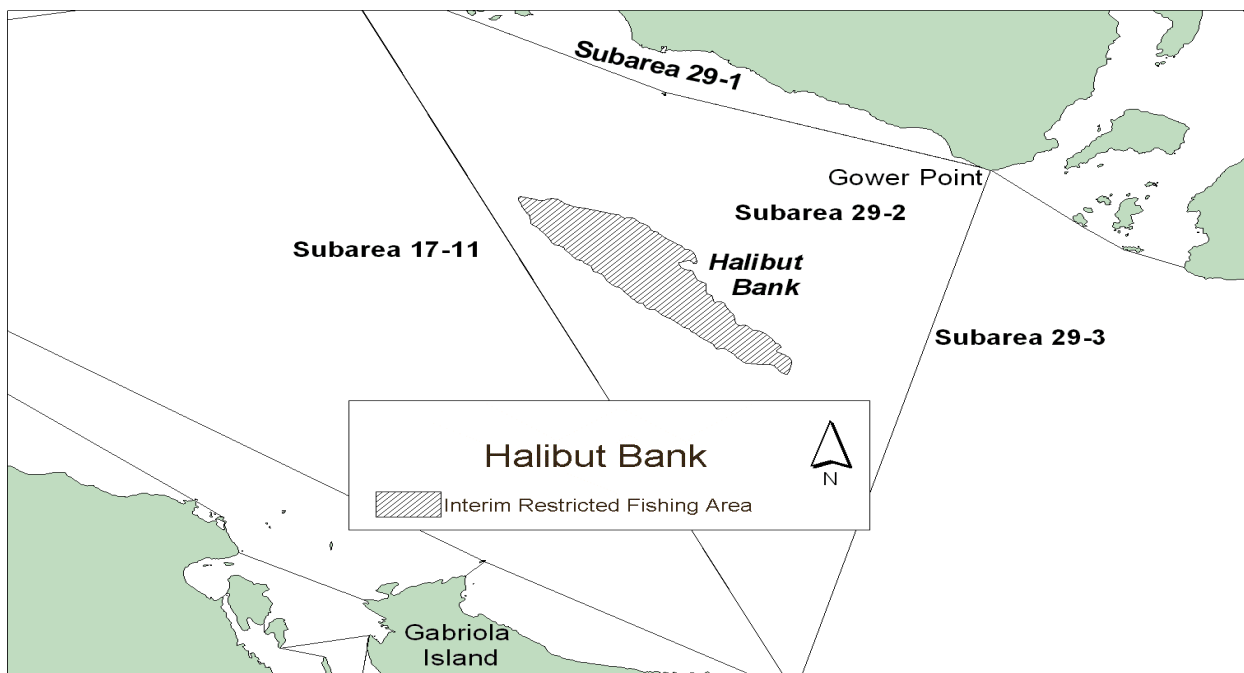 Subarea 29-1
Gower Point
Subarea 29-2
Subarea 17-11
Halibut
Bank
Subarea 29-3
Halibut Bank
N
Interim Restricted Fishing Area
Gabriola
Island